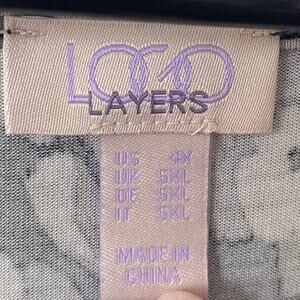 LOGO
LAYERS
US 4X
UK 5XL
DE 5XL
IT 5XL
MADE IN
CHINA